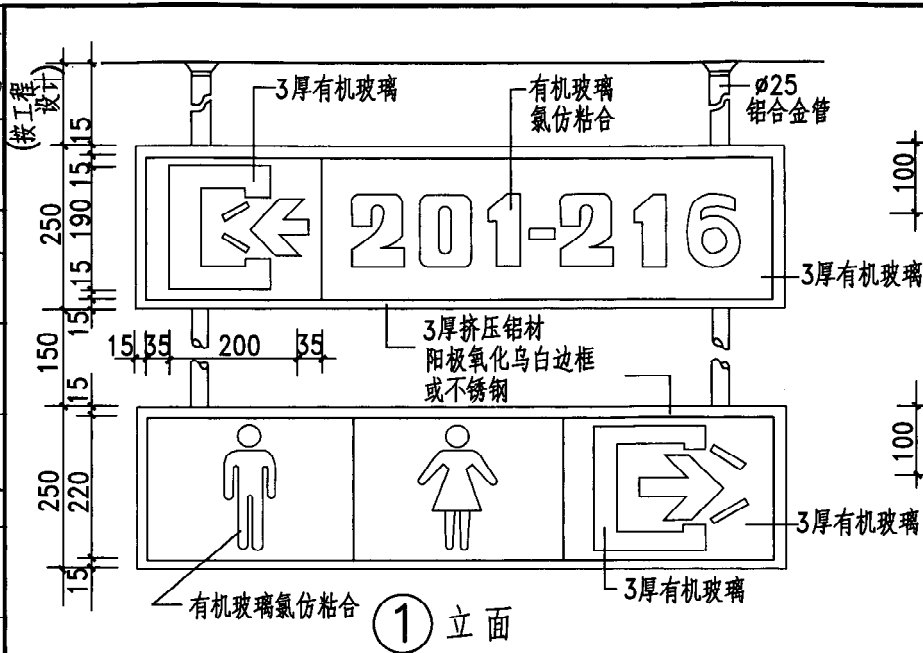 (按工程
设计)
3厚有机玻璃
有机玻璃
氯仿粘合
ø25
铝合金管
15
15
190
15
15
250
150
100
201-216
3厚有机玻璃
3厚挤压铝材
阳极氧化乌白边框
或不锈钢
15 35 200 35
15
220
15
250
100
3厚有机玻璃
3厚有机玻璃
有机玻璃氯仿粘合
1 立面